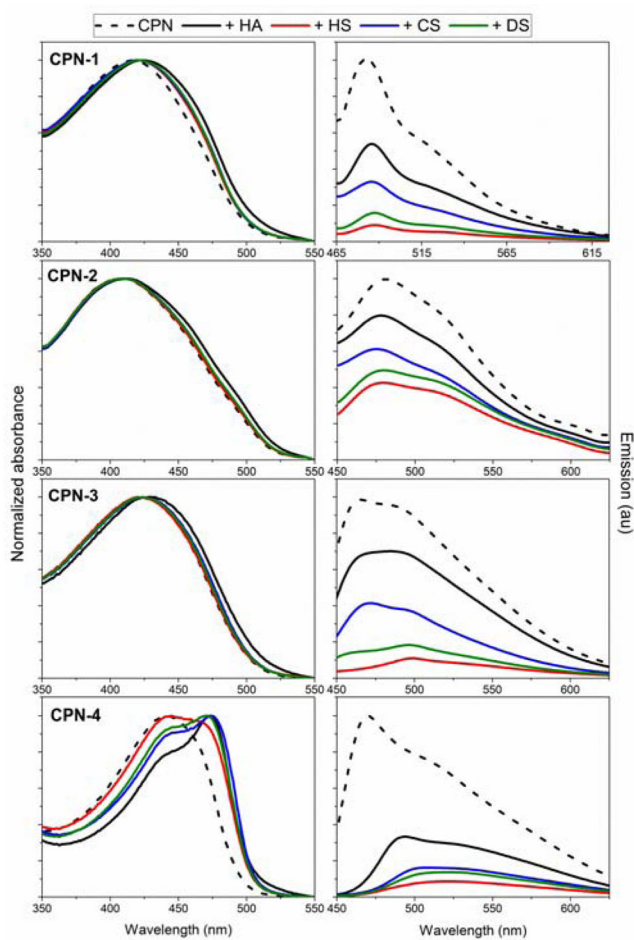 CPN + HA + HS + CS + DS
CPN-1
350 400 450 500 550 465 515 565 615
CPN-2
350 400 450 500 550 450 500 550 600
CPN-3
350 400 450 500 550 450 500 550 600
CPN-4
350 400 450 500 550 450 500 550 600
Wavelength (nm) Wavelength (nm)
Normalized absorbance
Emission (au)